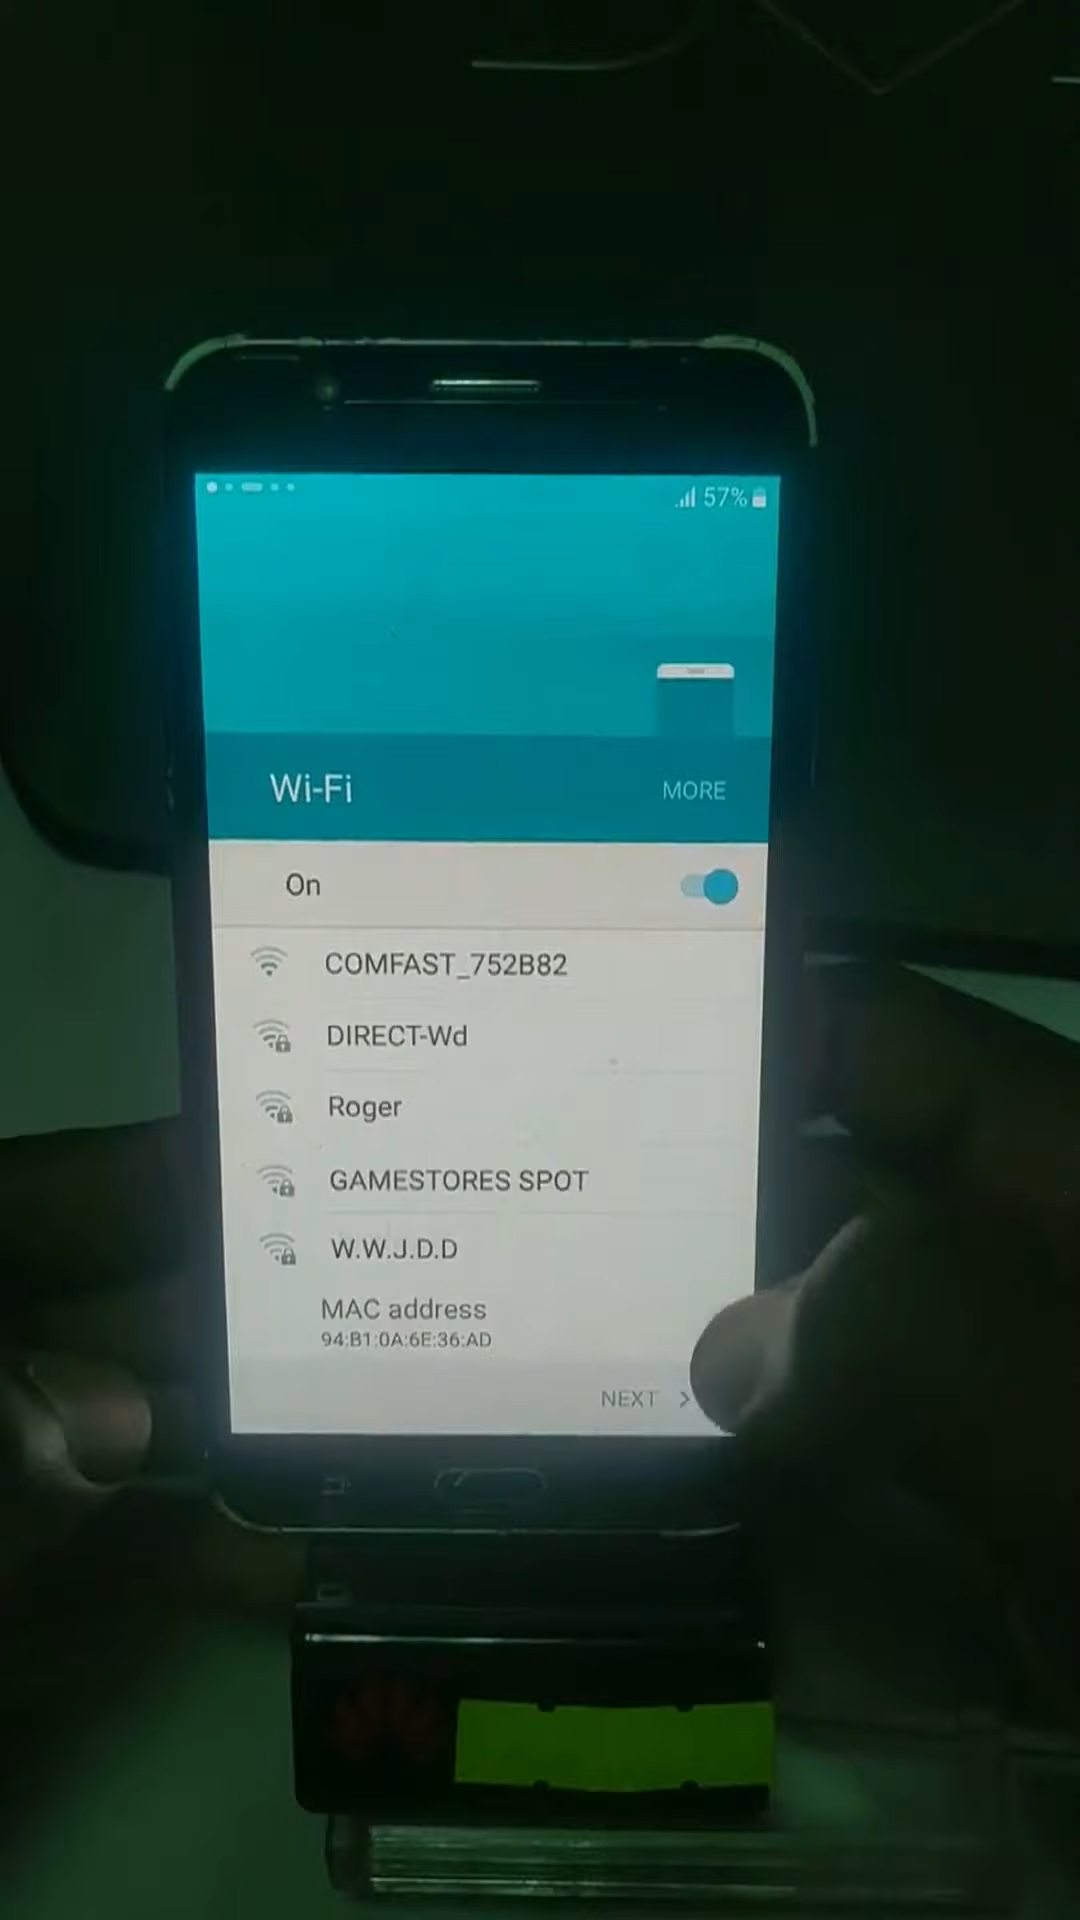 57%
Wi-Fi
MORE
On
COMFAST_752B82
DIRECT-Wd
Roger
GAMESTORES SPOT
W.W.J.D.D
MAC address
94:B1:0A:6E:36:AD
NEXT >